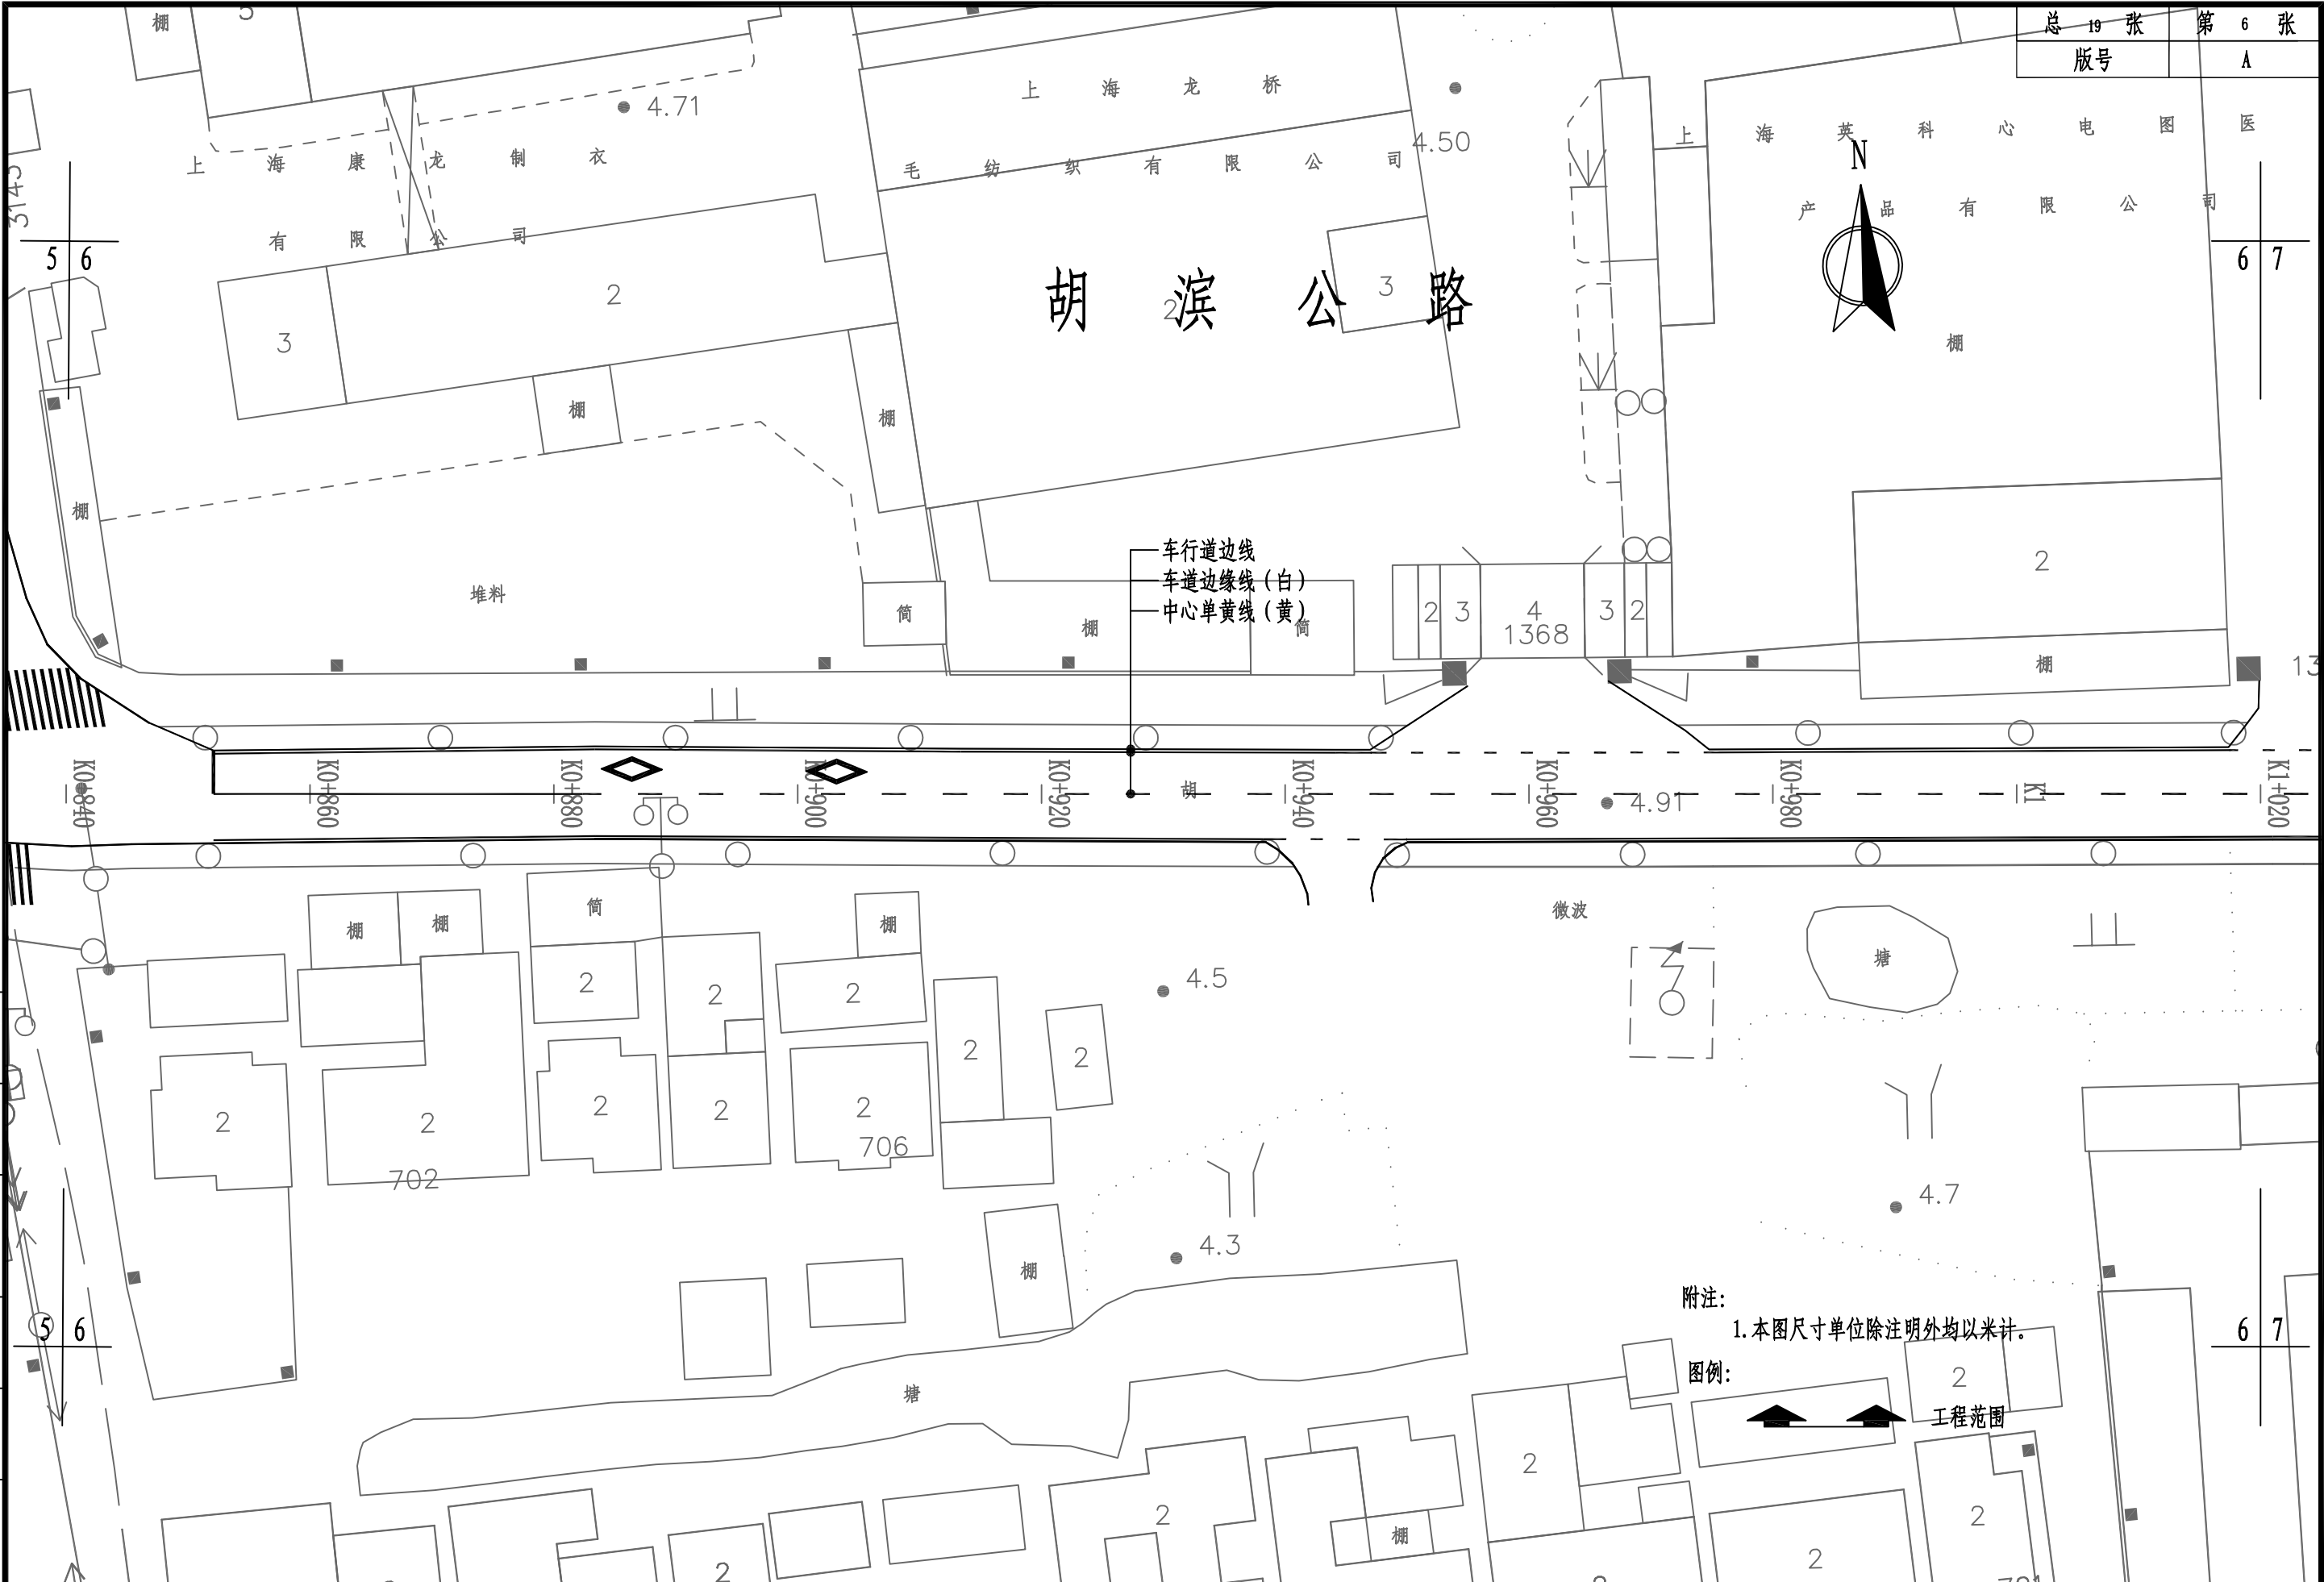 总 19 张 第 6 张
版号 A
棚
4.71
上海龙桥
毛纺织有限公司
4.50
上海康龙制衣
有限公司
上海英科心电图医
产品有限公司
N
3143
5 6
6 7
胡滨公路
2
3
2
3
棚
棚
棚
棚
车行道边线
车道边缘线（白）
中心单黄线（黄）
堆料
简
棚
简
2 3 4 3 2
1368
2
棚
K0+840
K0+860
K0+880
K0+900
K0+920
K0+940
K0+960
K0+980
K1
K1+020
胡
4.91
棚
棚
简
棚
微波
塘
2
2
2
4.5
2
2
2
2
2
2
2
702
706
4.3
4.7
棚
附注：
1.本图尺寸单位除注明外均以米计。
5 6
6 7
图例：
工程范围
塘
2
2
2
2
棚
2
2
2